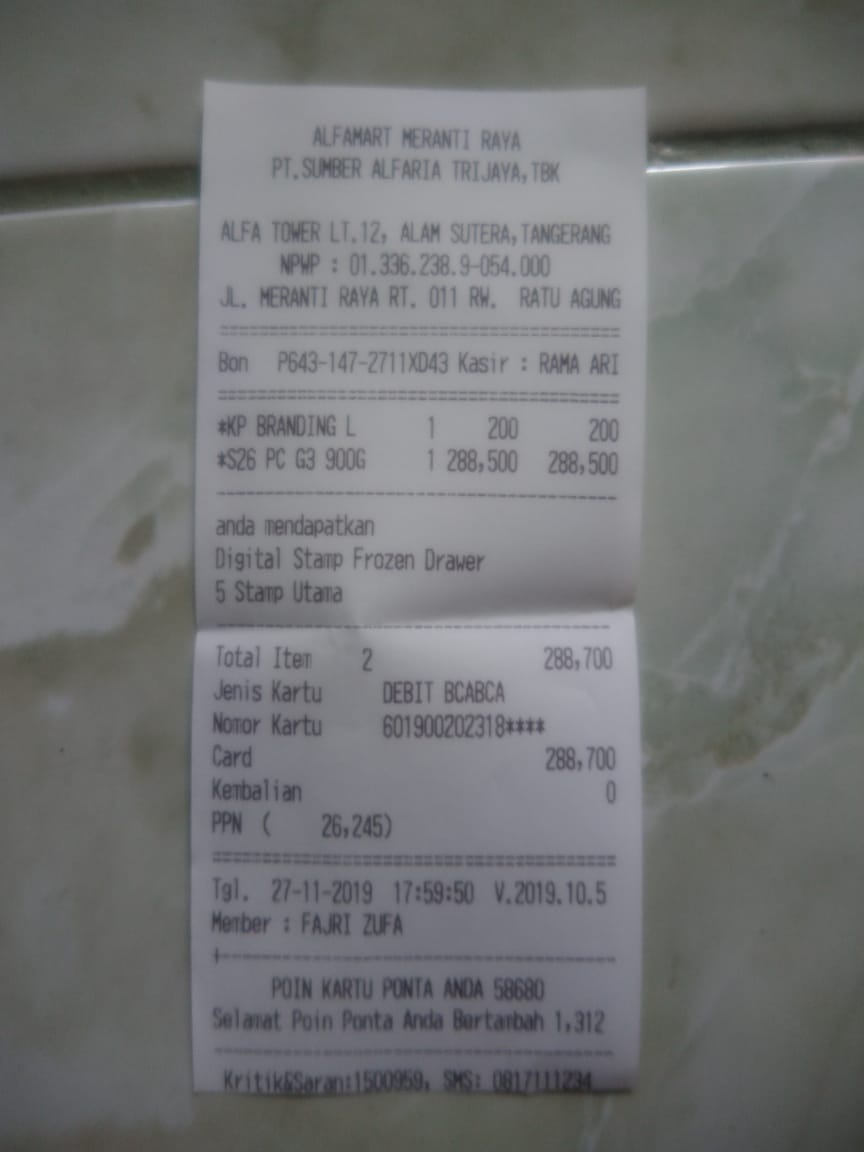 ALFAMART MERANTI RAYA
PT.SUMBER ALFARIA TRIJAYA,TBK
ALFA TOWER LT.12, ALAM SUTERA,TANGERANG
NPWP : 01.336.238.9-054.000
JL. MERANTI RAYA RT. 011 RW. RATU AGUNG
=======================================
Bon P643-147-2711XD43 Kasir : RAMA ARI
=======================================
*KP BRANDING L 1 200 200
*S26 PC G3 900G 1 288,500 288,500
---------------------------------------
anda mendapatkan
Digital Stamp Frozen Drawer
5 Stamp Utama
---------------------------------------
Total Item 2 288,700
Jenis Kartu DEBIT BCABCA
Nomor Kartu 601900202318****
Card 288,700
Kembalian 0
PPN ( 26,245)
=======================================
Tgl. 27-11-2019 17:59:50 V.2019.10.5
Member : FAJRI ZUFA
+--------------------------------------
POIN KARTU PONTA ANDA 58680
Selamat Poin Ponta Anda Bertambah 1,312
---------------------------------------
Kritik&Saran:1500959, SMS: 0817111234